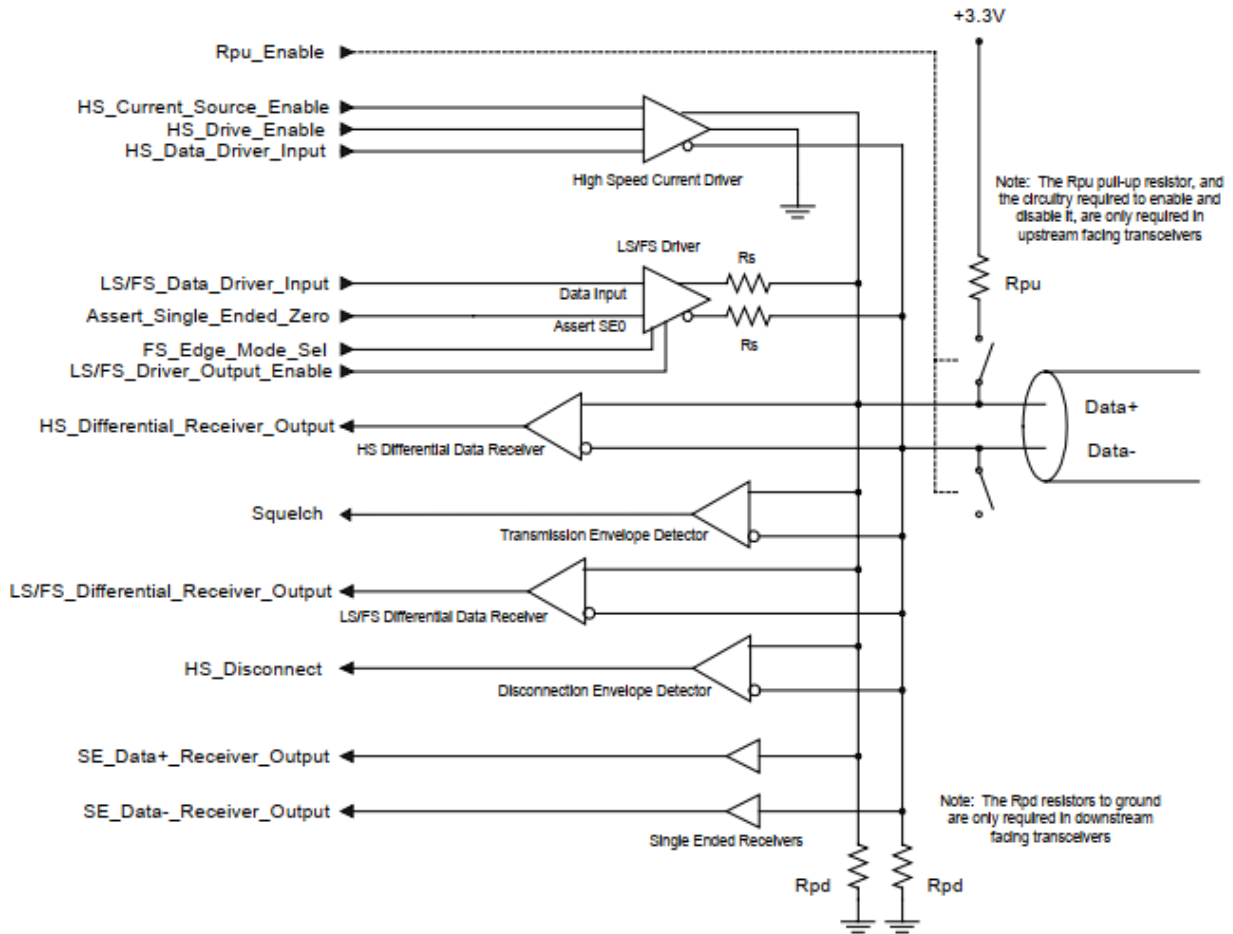 +3.3V
Rpu_Enable
HS_Current_Source_Enable
HS_Drive_Enable
HS_Data_Driver_Input
High Speed Current Driver
Note: The Rpu pull-up resistor, and
the circuitry required to enable and
disable it, are only required in
upstream facing transceivers
LS/FS Driver
Rs
LS/FS_Data_Driver_Input
Data Input
Rpu
Assert_Single_Ended_Zero
Assert SE0
Rs
FS_Edge_Mode_Sel
LS/FS_Driver_Output_Enable
Data+
HS_Differential_Receiver_Output
HS Differential Data Receiver
Data-
Squelch
Transmission Envelope Detector
LS/FS_Differential_Receiver_Output
LS/FS Differential Data Receiver
HS_Disconnect
Disconnection Envelope Detector
SE_Data+_Receiver_Output
SE_Data-_Receiver_Output
Single Ended Receivers
Note: The Rpd resistors to ground
are only required in downstream
facing transceivers
Rpd
Rpd